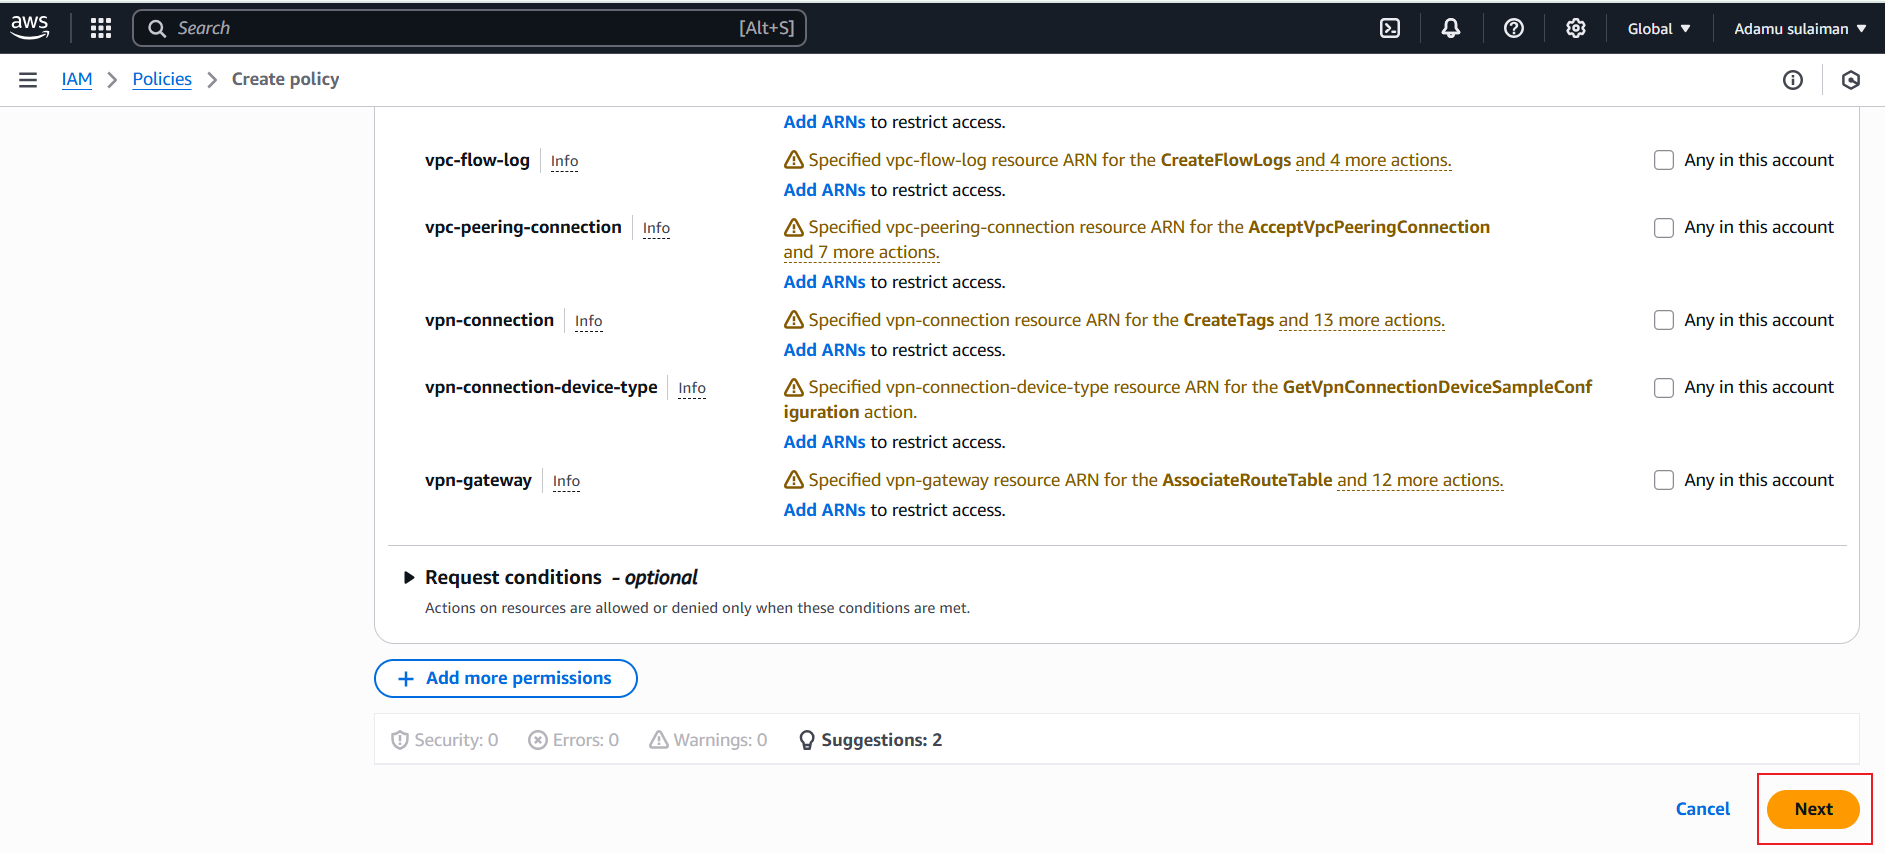 aws
Search [Alt+S] Global Adamu sulaiman
IAM Policies Create policy
Add ARNs to restrict access.
vpc-flow-log Info Specified vpc-flow-log resource ARN for the CreateFlowLogs and 4 more actions. Any in this account
Add ARNs to restrict access.
vpc-peering-connection Info Specified vpc-peering-connection resource ARN for the AcceptVpcPeeringConnection Any in this account
and 7 more actions.
Add ARNs to restrict access.
vpn-connection Info Specified vpn-connection resource ARN for the CreateTags and 13 more actions. Any in this account
Add ARNs to restrict access.
vpn-connection-device-type Info Specified vpn-connection-device-type resource ARN for the GetVpnConnectionDeviceSampleConf Any in this account
iguration action.
Add ARNs to restrict access.
vpn-gateway Info Specified vpn-gateway resource ARN for the AssociateRouteTable and 12 more actions. Any in this account
Add ARNs to restrict access.
Request conditions - optional
Actions on resources are allowed or denied only when these conditions are met.
+ Add more permissions
Security: 0 Errors: 0 Warnings: 0 Suggestions: 2
Cancel Next